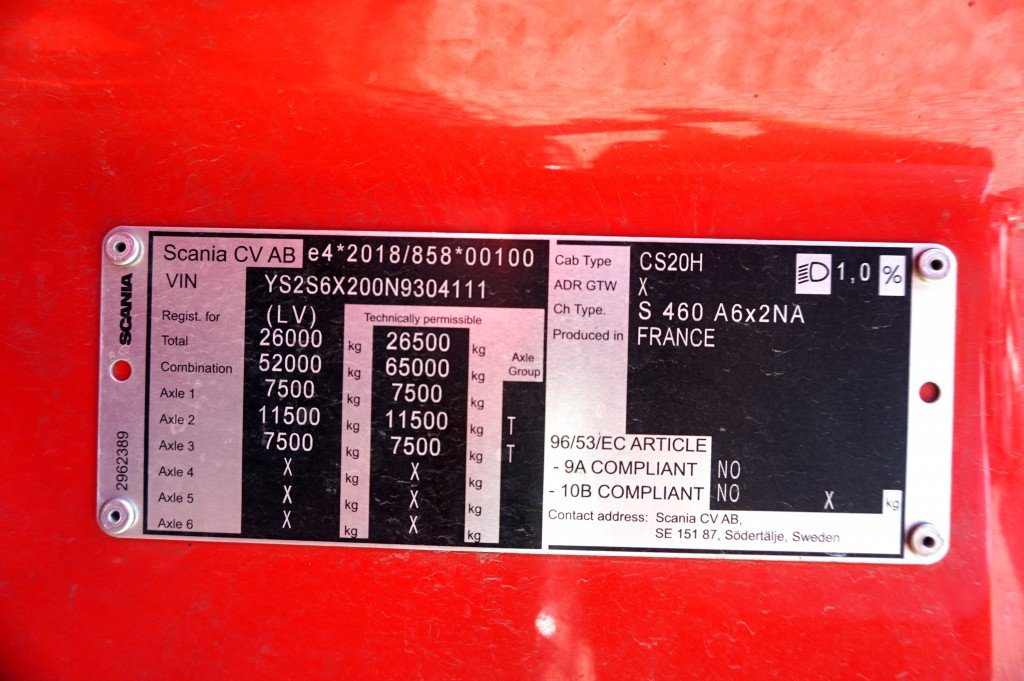 SCANIA
2962389
Scania CV AB e4*2018/858*00100
VIN YS2S6X200N9304111
Regist. for (LV) Technically permissible
Total 26000 kg 26500 kg
Axle Group
Combination 52000 kg 65000 kg
Axle 1 7500 kg 7500 kg
Axle 2 11500 kg 11500 kg T
Axle 3 7500 kg 7500 kg T
Axle 4 X kg X kg
Axle 5 X kg X kg
Axle 6 X kg X kg
Cab Type CS20H 1,0 %
ADR GTW X
Ch Type. S 460 A6x2NA
Produced in FRANCE
96/53/EC ARTICLE
- 9A COMPLIANT NO
- 10B COMPLIANT NO X kg
Contact address: Scania CV AB,
SE 151 87, Södertälje, Sweden